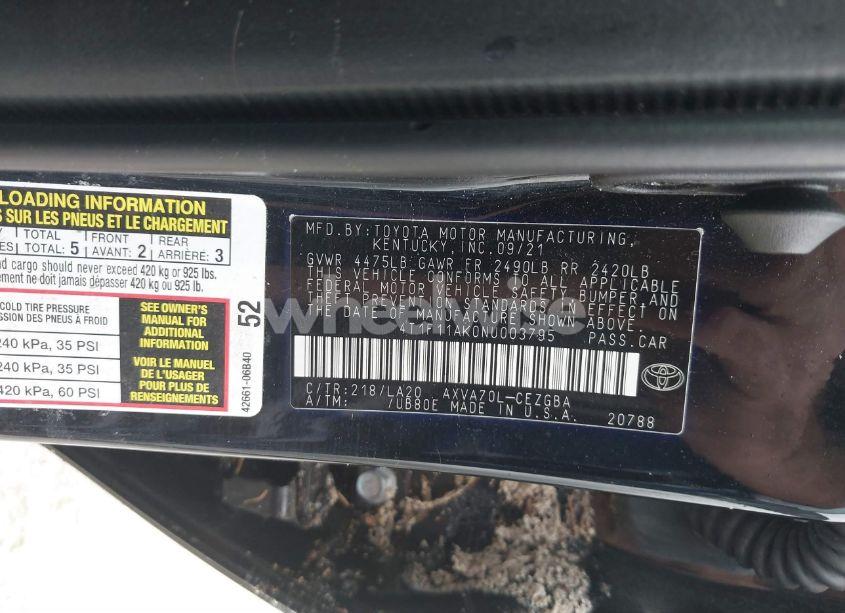 LOADING INFORMATION
S SUR LES PNEUS ET LE CHARGEMENT
TOTAL FRONT REAR
TOTAL: 5 AVANT: 2 ARRIÈRE: 3
nd cargo should never exceed 420 kg or 925 lbs.
ement ne doit jamais dépasser 420 kg ou 925 lb.
COLD TIRE PRESSURE
SSION DES PNEUS A FROID
240 kPa, 35 PSI
240 kPa, 35 PSI
420 kPa, 60 PSI
SEE OWNER'S
MANUAL FOR
ADDITIONAL
INFORMATION
VOIR LE MANUEL
DE L'USAGER
POUR PLUS DE
RENSEIGNEMENTS
52
42661-06B40
MFD.BY:TOYOTA MOTOR MANUFACTURING,
KENTUCKY, INC. 09/21
GVWR 4475LB GAWR FR 2490LB RR 2420LB
THIS VEHICLE CONFORMS TO ALL APPLICABLE
FEDERAL MOTOR VEHICLE SAFETY, BUMPER, AND
THEFT PREVENTION STANDARDS IN EFFECT ON
THE DATE OF MANUFACTURE SHOWN ABOVE.
11AK0NU003795 PASS.CAR
C/TR:218/LA20 AXVA70L-CEZGBA
A/TM: /UB80E MADE IN U.S.A. 20788
TOYOTA
wheelwise